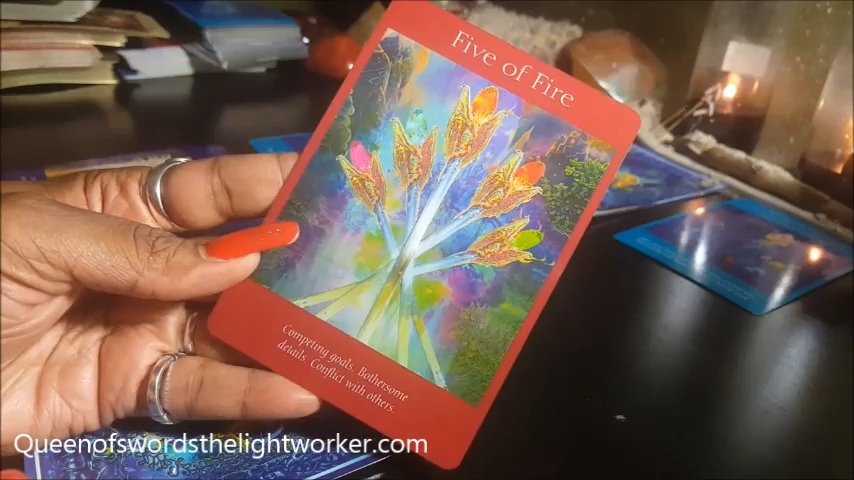 Five of Fire
Competing goals. Bothersome
details. Conflict with others.
Queenofswordsthelightworker.com